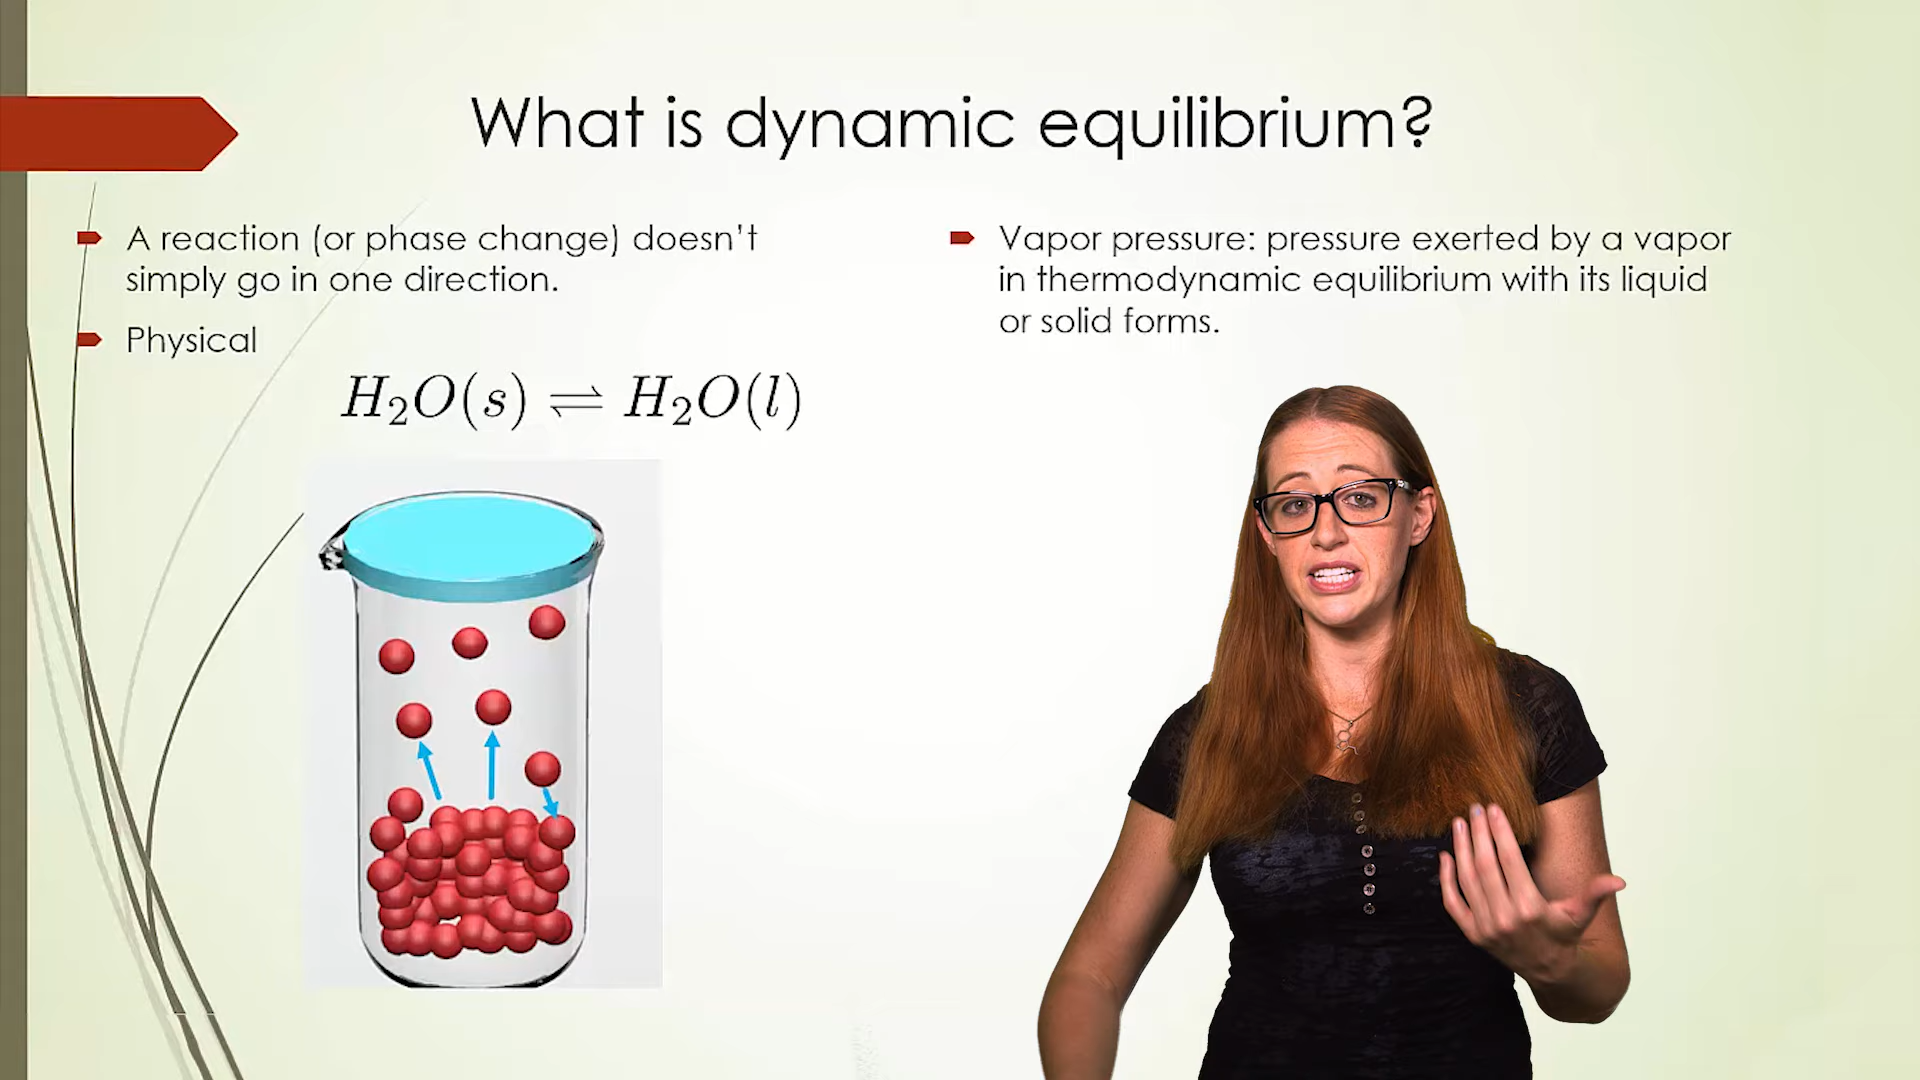 What is dynamic equilibrium?
A reaction (or phase change) doesn't
simply go in one direction.
Physical
H₂O(s) ⇌ H₂O(l)
Vapor pressure: pressure exerted by a vapor
in thermodynamic equilibrium with its liquid
or solid forms.